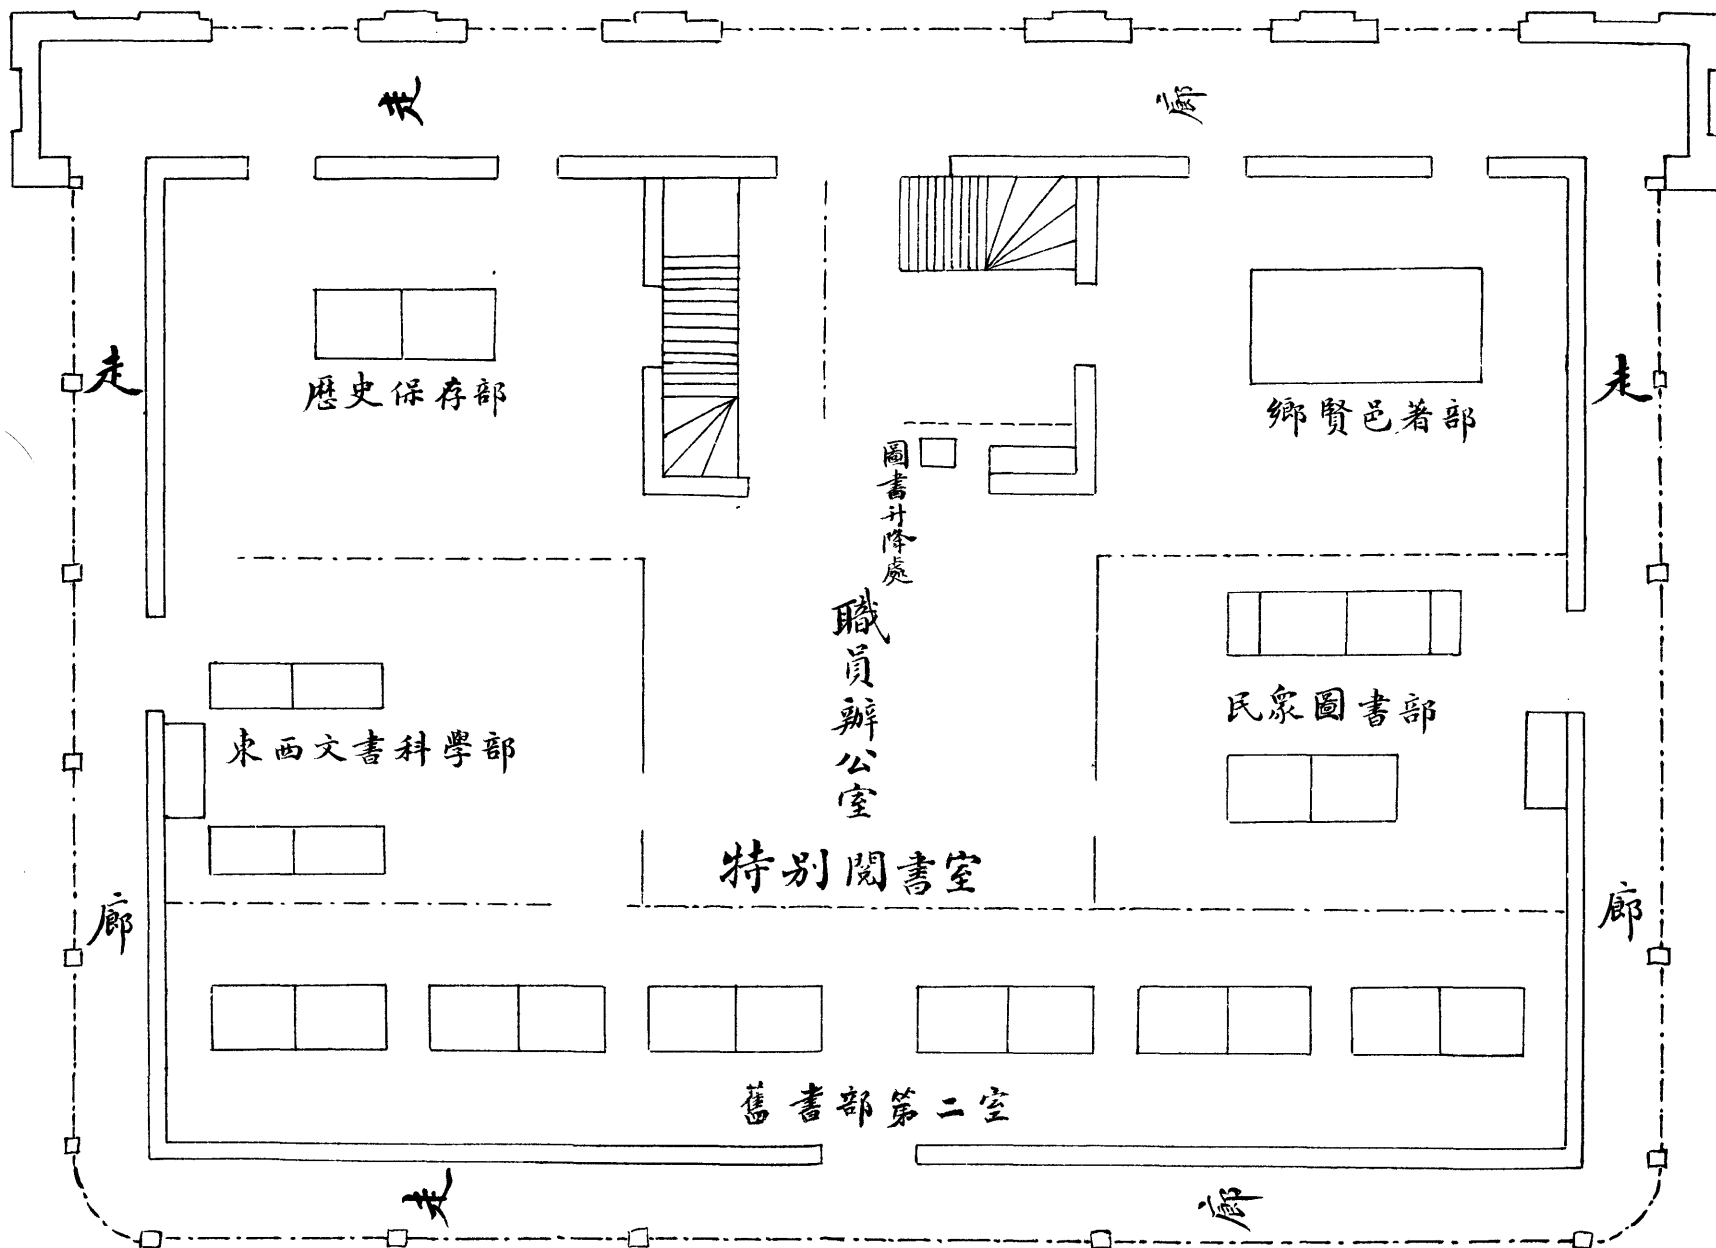 走
廊
走
廊
歷史保存部
鄉賢邑著部
圖書升降處
職員辦公室
東西文書科學部
民衆圖書部
特別閱書室
走
廊
舊書部第二室
走
廊